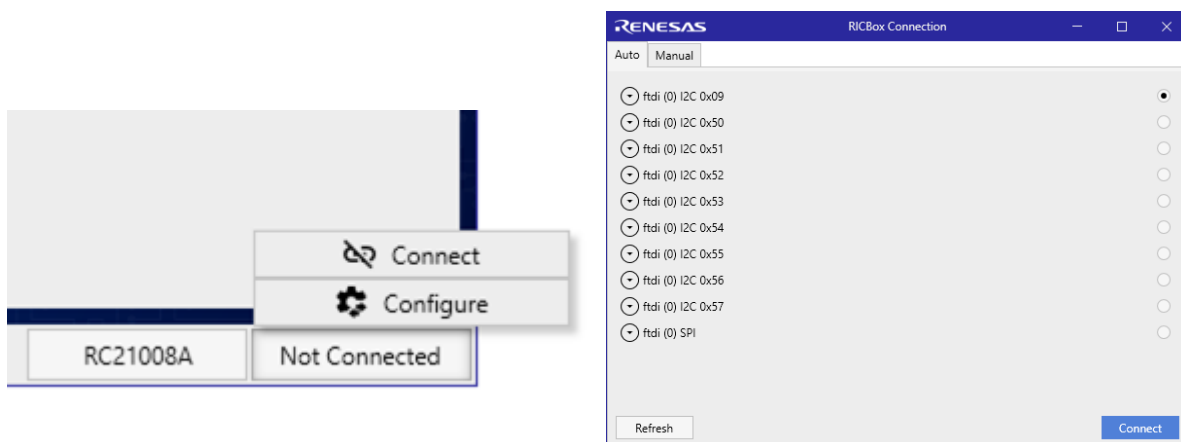 Connect
Configure
RC21008A
Not Connected
RENESAS
RICBox Connection
Auto
Manual
ftdi (0) I2C 0x09
ftdi (0) I2C 0x50
ftdi (0) I2C 0x51
ftdi (0) I2C 0x52
ftdi (0) I2C 0x53
ftdi (0) I2C 0x54
ftdi (0) I2C 0x55
ftdi (0) I2C 0x56
ftdi (0) I2C 0x57
ftdi (0) SPI
Refresh
Connect